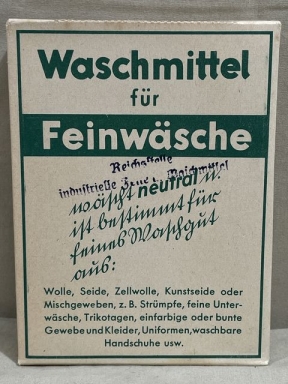 Waschmittel
für
Feinwäsche
Reichsstelle
industrielle
wäscht neutral u.
ist bestimmt für
feines Waschgut
aus:
Wolle, Seide, Zellwolle, Kunstseide oder
Mischgeweben, z. B. Strümpfe, feine Unter-
wäsche, Trikotagen, einfarbige oder bunte
Gewebe und Kleider, Uniformen, waschbare
Handschuhe usw.